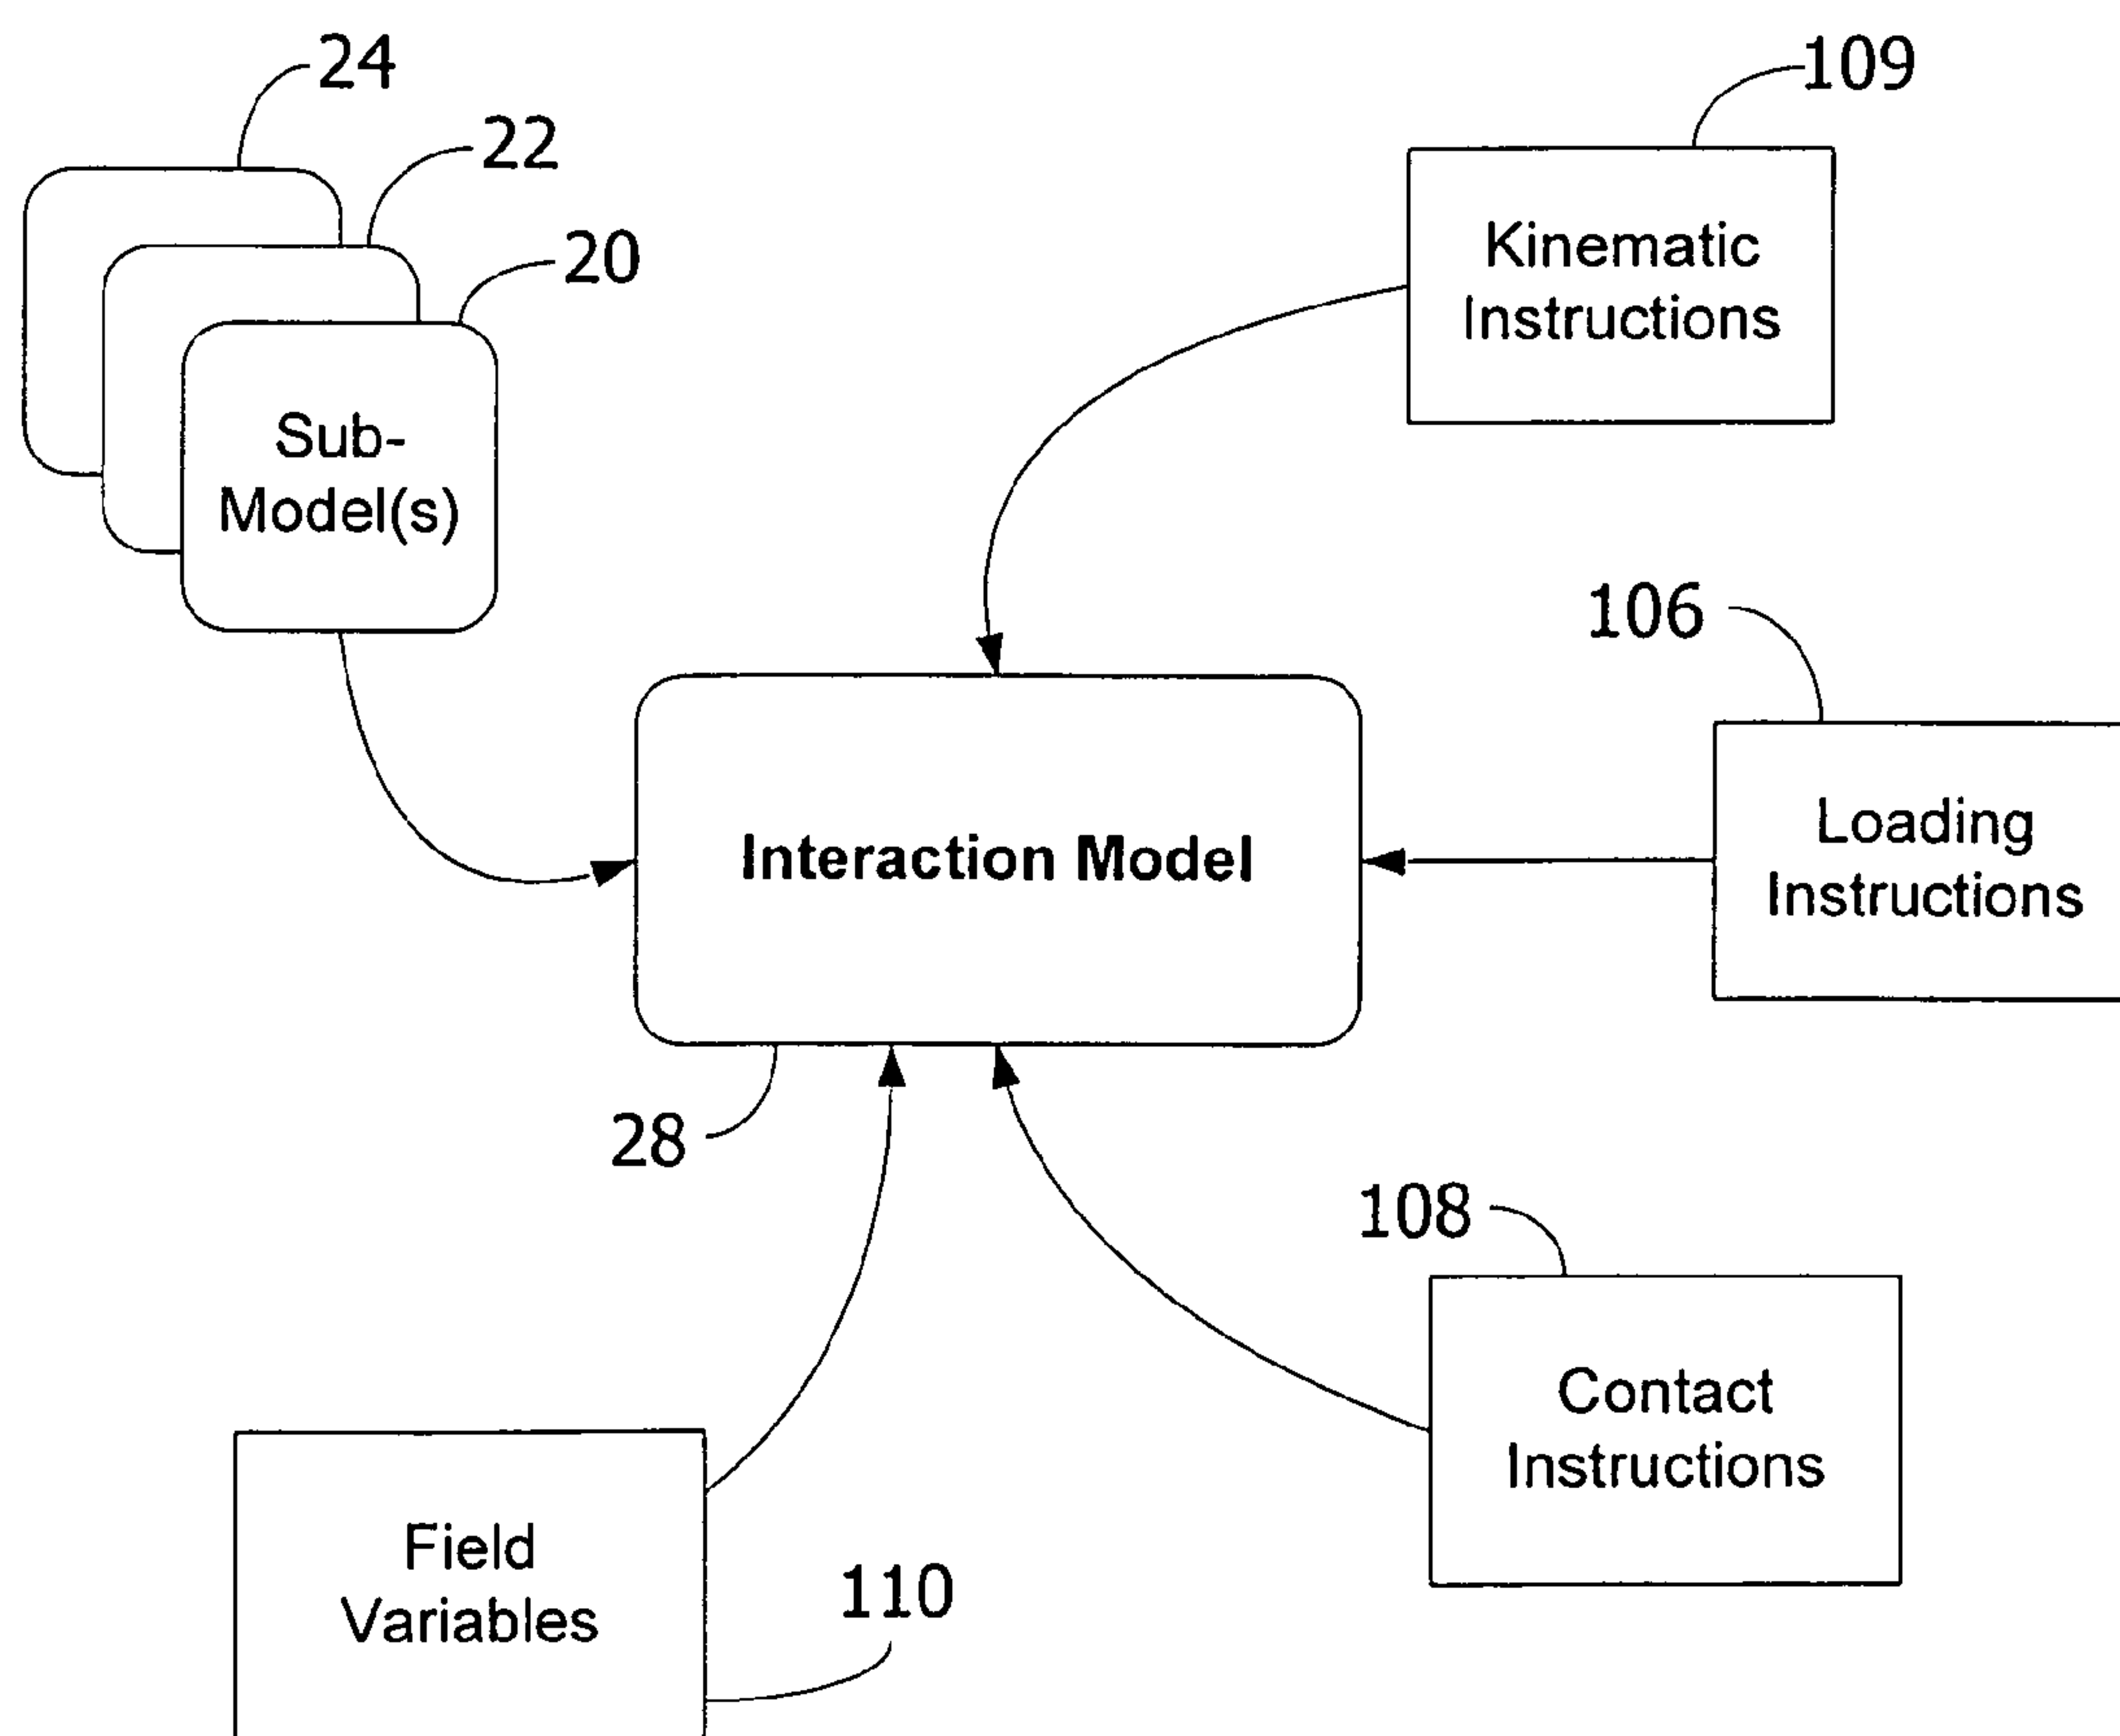 24
109
22
20
Kinematic
Instructions
Sub-
Model(s)
106
Loading
Instructions
Interaction Model
28
108
Contact
Instructions
Field
Variables
110